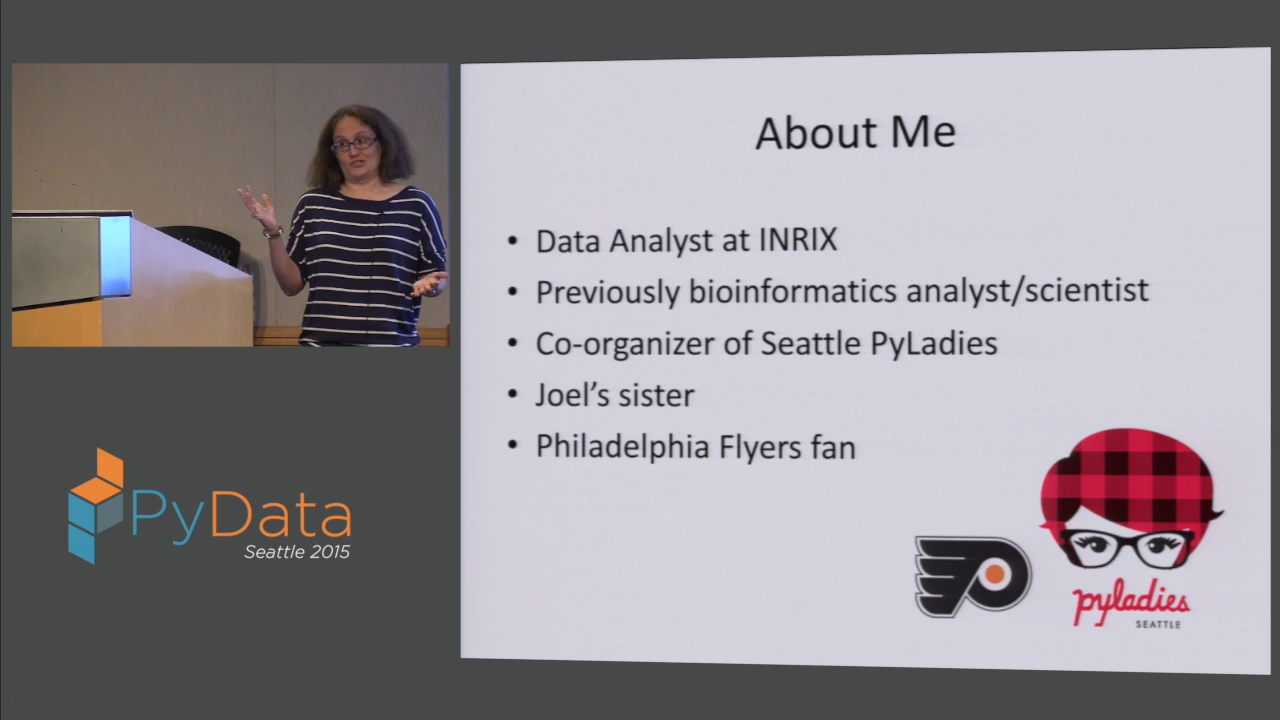 About Me
• Data Analyst at INRIX
• Previously bioinformatics analyst/scientist
• Co-organizer of Seattle PyLadies
• Joel's sister
• Philadelphia Flyers fan
pyladies
SEATTLE
PyData
Seattle 2015